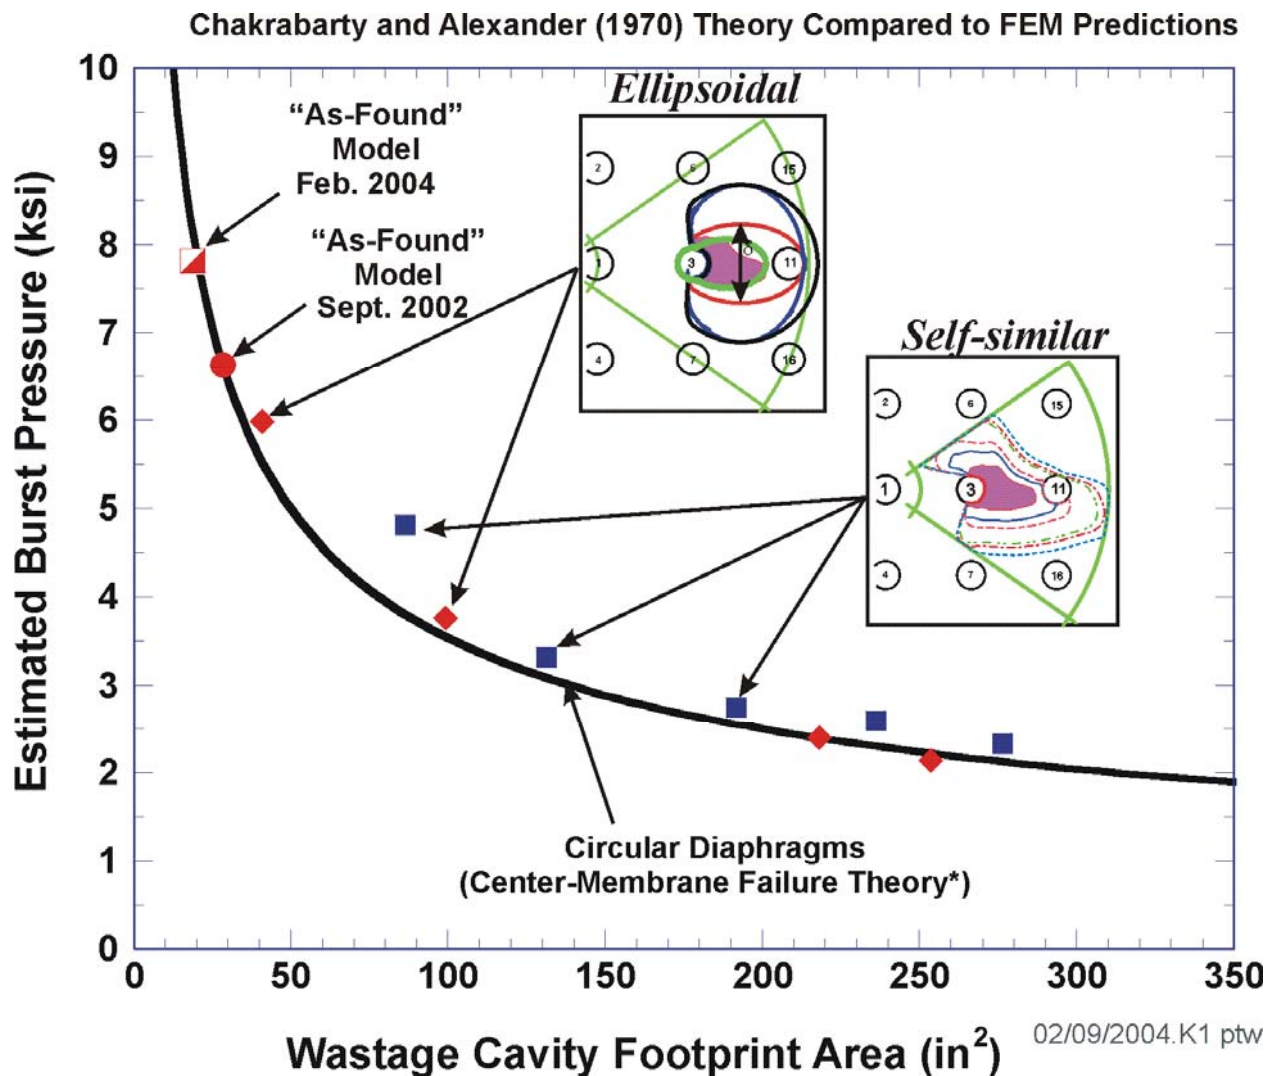 Chakrabarty and Alexander (1970) Theory Compared to FEM Predictions
10
9
8
7
6
5
4
3
2
1
0
Estimated Burst Pressure (ksi)
“As-Found”
Model
Feb. 2004
“As-Found”
Model
Sept. 2002
Ellipsoidal
2
6
15
1
3
11
4
7
16
Self-similar
2
6
15
1
3
11
4
7
16
Circular Diaphragms
(Center-Membrane Failure Theory*)
0
50
100
150
200
250
300
350
Wastage Cavity Footprint Area (in²)
02/09/2004.K1 ptw